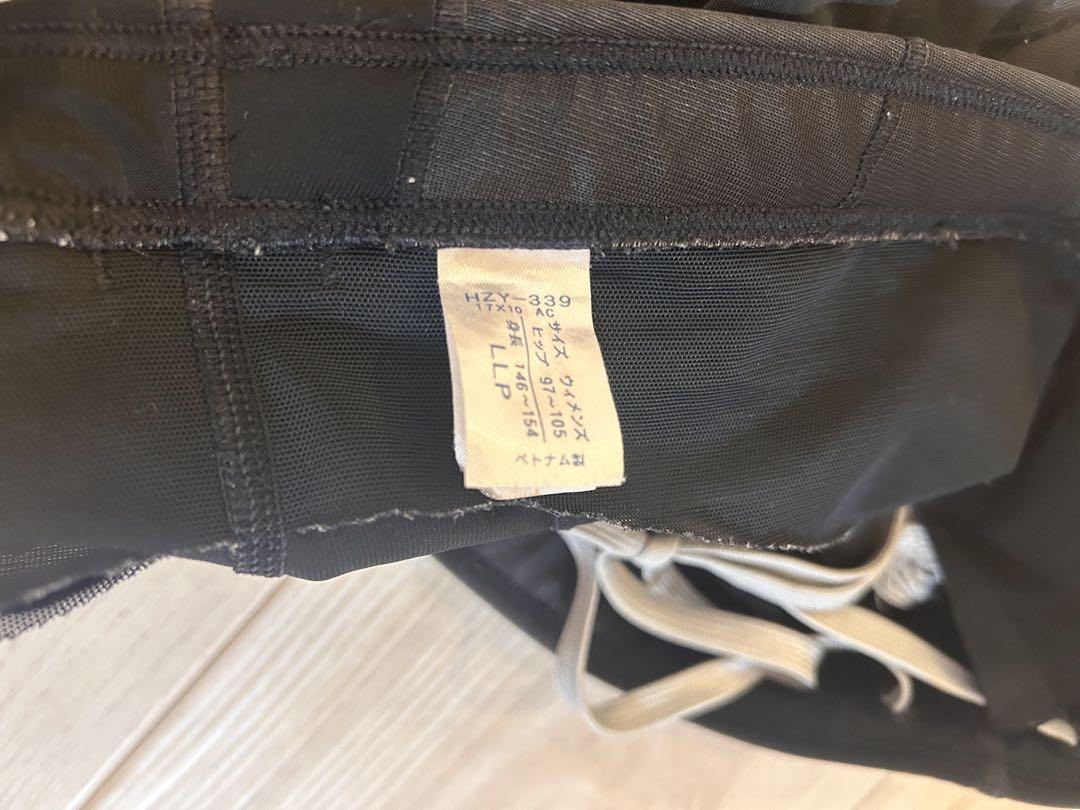 HZY-339
17X10 AC
サイズ ウィメンズ
ヒップ 97~105
身長 146~154
LLP
ベトナム製